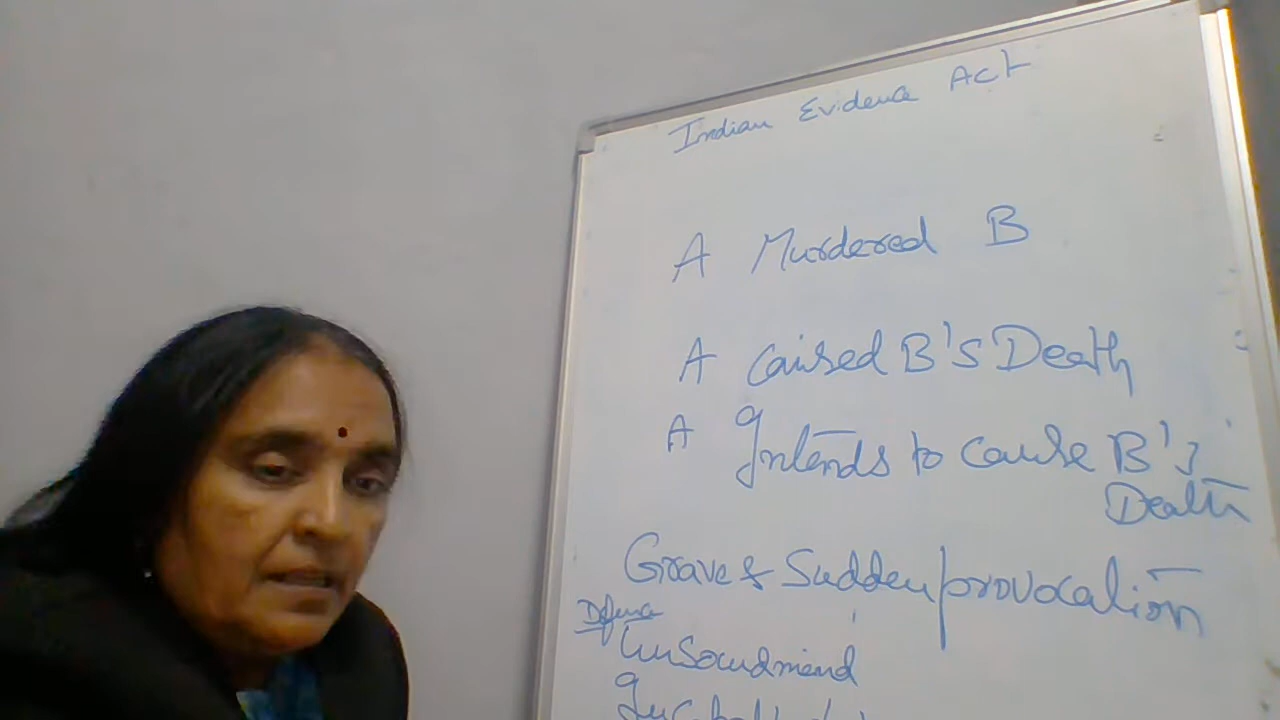 Indian Evidence Act
A Murdered B
A Caused B's Death
A Intends to cause B's
Death
Grave & Sudden provocation
Defence
Unsoundmind